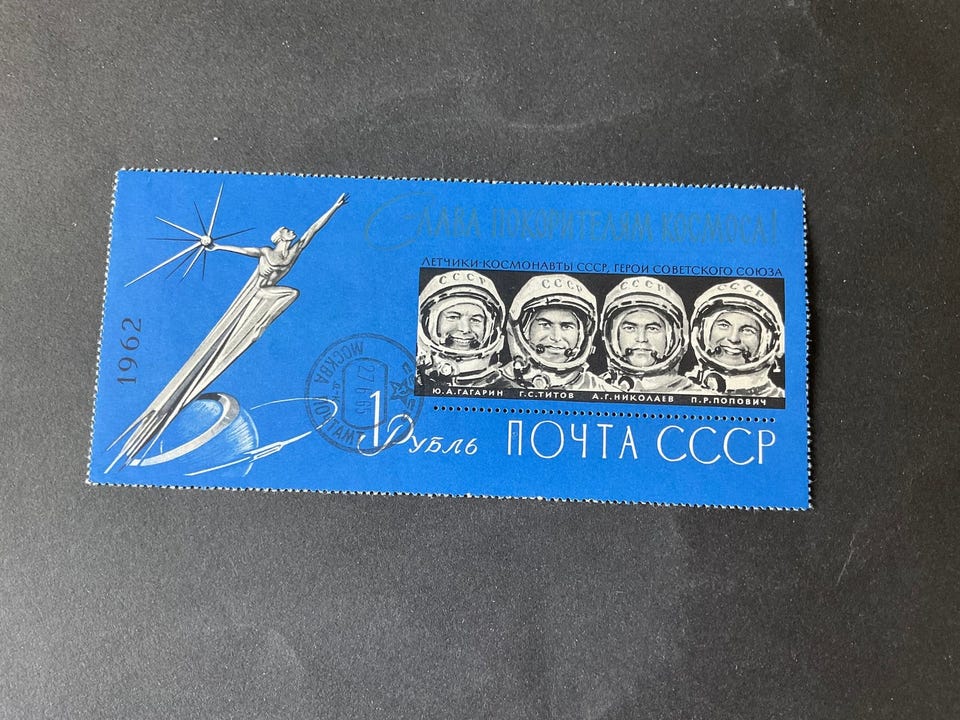 1962
СЛАВА ПОКОРИТЕЛЯМ КОСМОСА!
ЛЕТЧИКИ-КОСМОНАВТЫ СССР, ГЕРОИ СОВЕТСКОГО СОЮЗА
СССР СССР СССР СССР
Ю.А.ГАГАРИН Г.С.ТИТОВ А.Г.НИКОЛАЕВ П.Р.ПОПОВИЧ
МОСКВА
1 Рубль ПОЧТА СССР